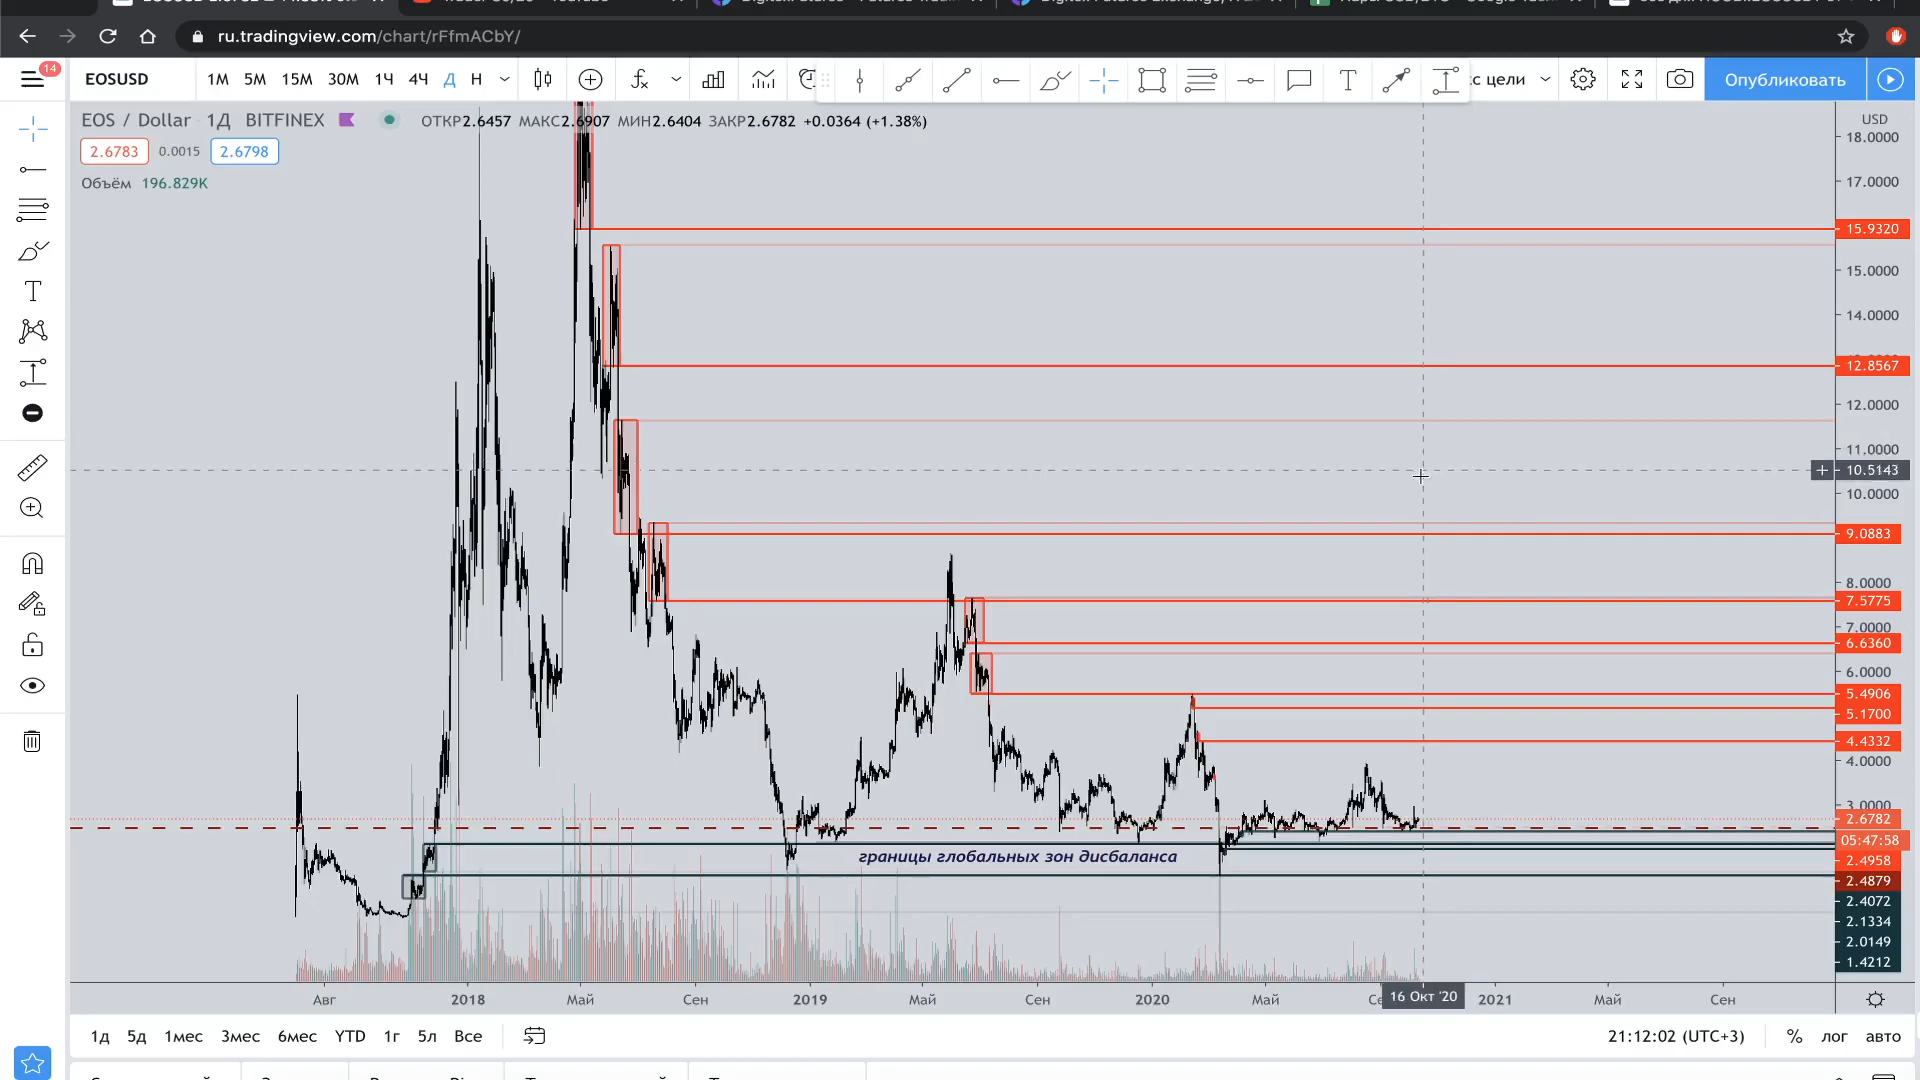 ru.tradingview.com/chart/rFfmACbY/
14
EOSUSD
1М 5М 15М 30М 1Ч 4Ч Д Н
с цели
Опубликовать
EOS / Dollar 1Д BITFINEX
ОТКР2.6457 МАКС2.6907 МИН2.6404 ЗАКР2.6782 +0.0364 (+1.38%)
2.6783 0.0015 2.6798
Объём 196.829K
USD
18.0000
17.0000
15.9320
15.0000
14.0000
12.8567
12.0000
11.0000
10.5143
10.0000
9.0883
8.0000
7.5775
7.0000
6.6360
6.0000
5.4906
5.1700
4.4332
4.0000
3.0000
2.6782
05:47:58
2.4958
2.4879
2.4072
2.1334
2.0149
1.4212
границы глобальных зон дисбаланса
Авг 2018 Май Сен 2019 Май Сен 2020 Май 16 Окт '20 2021 Май Сен
1д 5д 1мес 3мес 6мес YTD 1г 5л Все
21:12:02 (UTC+3) % лог авто